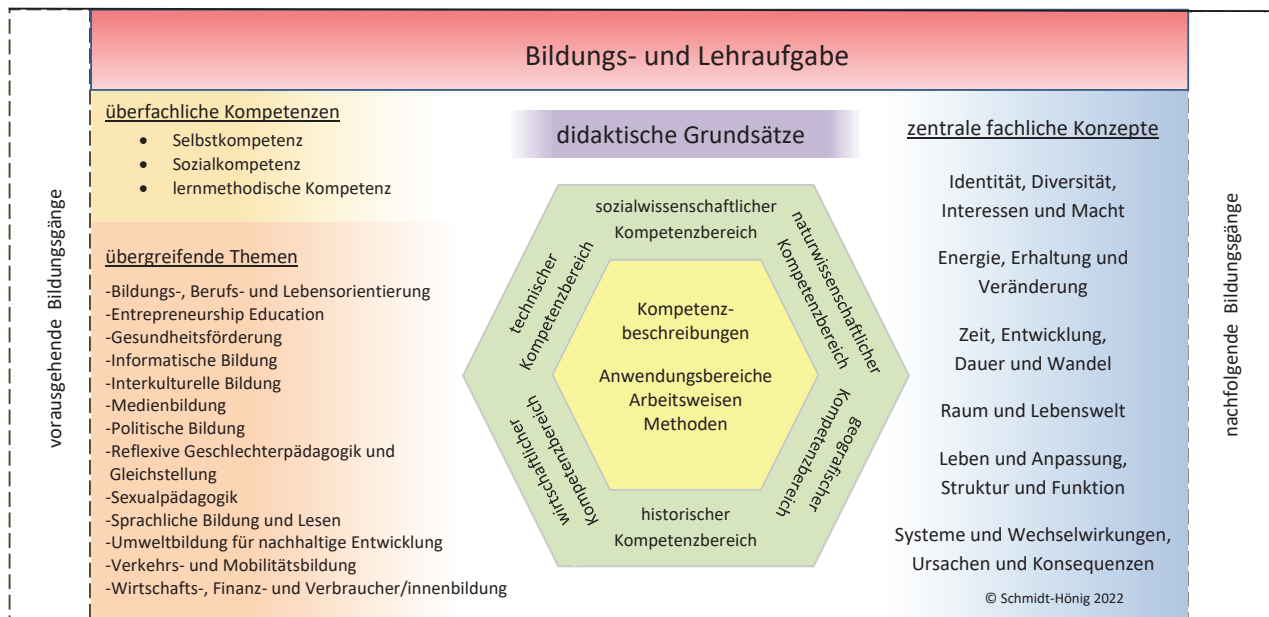 Bildungs- und Lehraufgabe
vorausgehende Bildungsgänge
überfachliche Kompetenzen
• Selbstkompetenz
• Sozialkompetenz
• lernmethodische Kompetenz
übergreifende Themen
-Bildungs-, Berufs- und Lebensorientierung
-Entrepreneurship Education
-Gesundheitsförderung
-Informatische Bildung
-Interkulturelle Bildung
-Medienbildung
-Politische Bildung
-Reflexive Geschlechterpädagogik und
Gleichstellung
-Sexualpädagogik
-Sprachliche Bildung und Lesen
-Umweltbildung für nachhaltige Entwicklung
-Verkehrs- und Mobilitätsbildung
-Wirtschafts-, Finanz- und Verbraucher/innenbildung
didaktische Grundsätze
sozialwissenschaftlicher
Kompetenzbereich
naturwissenschaftlicher
Kompetenzbereich
geografischer
Kompetenzbereich
historischer
Kompetenzbereich
wirtschaftlicher
Kompetenzbereich
technischer
Kompetenzbereich
Kompetenz-
beschreibungen
Anwendungsbereiche
Arbeitsweisen
Methoden
zentrale fachliche Konzepte
Identität, Diversität,
Interessen und Macht
Energie, Erhaltung und
Veränderung
Zeit, Entwicklung,
Dauer und Wandel
Raum und Lebenswelt
Leben und Anpassung,
Struktur und Funktion
Systeme und Wechselwirkungen,
Ursachen und Konsequenzen
© Schmidt-Hönig 2022
nachfolgende Bildungsgänge